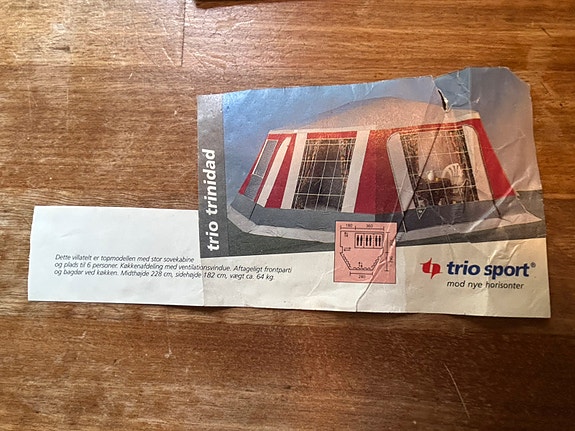 trio trinidad
Dette villatelt er topmodellen med stor sovekabine
og plads til 6 personer. Køkkenafdeling med ventilationsvindue. Aftageligt frontparti
og bagdør ved køkken. Midthøjde 228 cm, sidehøjde 182 cm, vægt ca. 64 kg.
trio sport®
mod nye horisonter